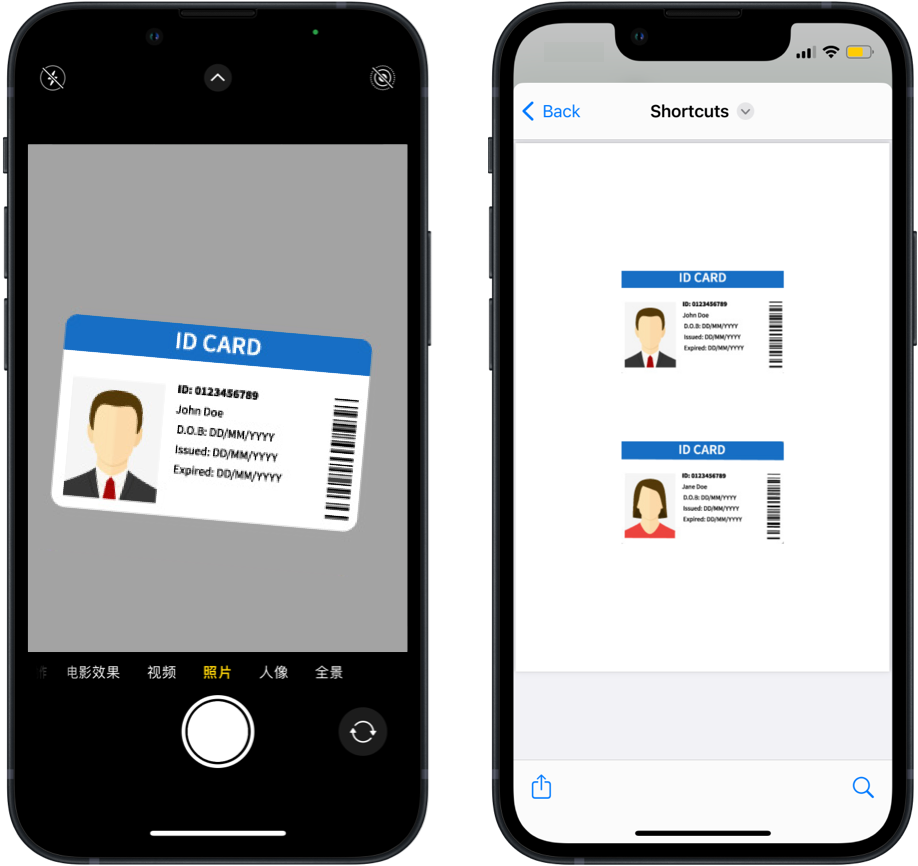 ID CARD
ID: 0123456789
John Doe
D.O.B: DD/MM/YYYY
Issued: DD/MM/YYYY
Expired: DD/MM/YYYY
电影效果 视频 照片 人像 全景
Back Shortcuts
ID CARD
ID: 0123456789
John Doe
D.O.B: DD/MM/YYYY
Issued: DD/MM/YYYY
Expired: DD/MM/YYYY
ID CARD
ID: 0123456789
Jane Doe
D.O.B: DD/MM/YYYY
Issued: DD/MM/YYYY
Expired: DD/MM/YYYY